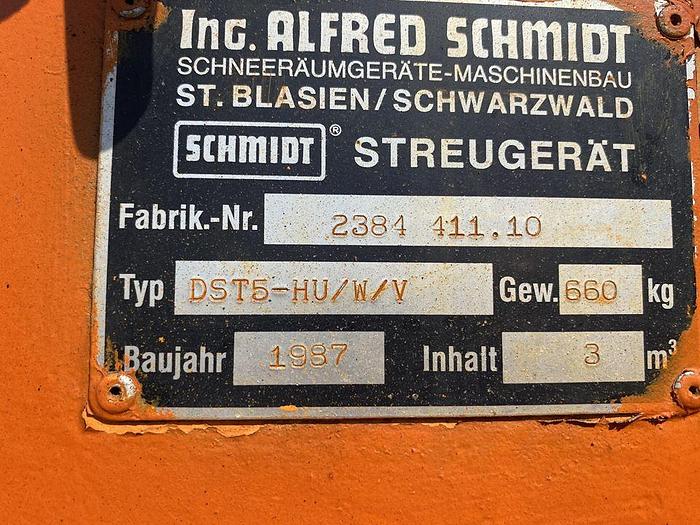 Ing. ALFRED SCHMIDT
SCHNEERÄUMGERÄTE-MASCHINENBAU
ST. BLASIEN/SCHWARZWALD
SCHMIDT ® STREUGERÄT
Fabrik.-Nr. 2384 411.10
Typ DST5-HU/W/V Gew. 660 kg
Baujahr 1987 Inhalt 3 m³